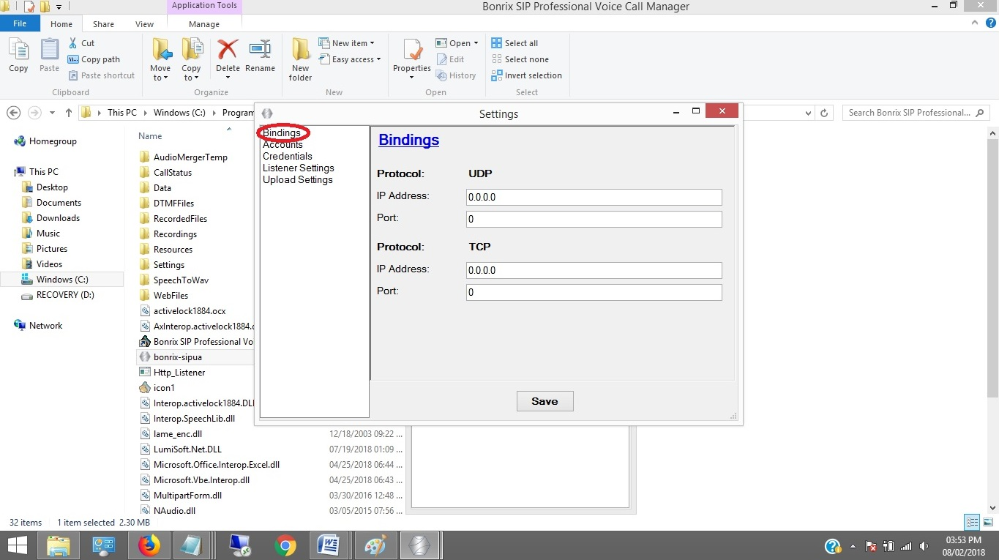 Application Tools
Bonrix SIP Professional Voice Call Manager
File
Home
Share
View
Manage
Copy
Paste
Cut
Copy path
Paste shortcut
Clipboard
Move to
Copy to
Delete
Rename
Organize
New folder
New item
Easy access
New
Properties
Open
Edit
History
Open
Select all
Select none
Invert selection
Select
This PC
Windows (C:)
Program
Search Bonrix SIP Professional...
Settings
Homegroup
This PC
Desktop
Documents
Downloads
Music
Pictures
Videos
Windows (C:)
RECOVERY (D:)
Network
Name
AudioMergerTemp
CallStatus
Data
DTMFFiles
RecordedFiles
Recordings
Resources
Settings
SpeechToWav
WebFiles
activelock1884.ocx
AxInterop.activelock1884.
Bonrix SIP Professional Vo
bonrix-sipua
Http_Listener
icon1
Interop.activelock1884.DLL
Interop.SpeechLib.dll
lame_enc.dll 12/18/2003 09:22 ...
LumiSoft.Net.DLL 07/19/2018 01:09 ...
Microsoft.Office.Interop.Excel.dll 04/25/2018 06:44 ...
Microsoft.Vbe.Interop.dll 04/25/2018 06:43 ...
MultipartForm.dll 03/30/2016 12:48 ...
NAudio.dll 03/05/2015 07:56 ...
Bindings
Accounts
Credentials
Listener Settings
Upload Settings
Bindings
Protocol: UDP
IP Address: 0.0.0.0
Port: 0
Protocol: TCP
IP Address: 0.0.0.0
Port: 0
Save
32 items 1 item selected 2.30 MB
03:53 PM
08/02/2018